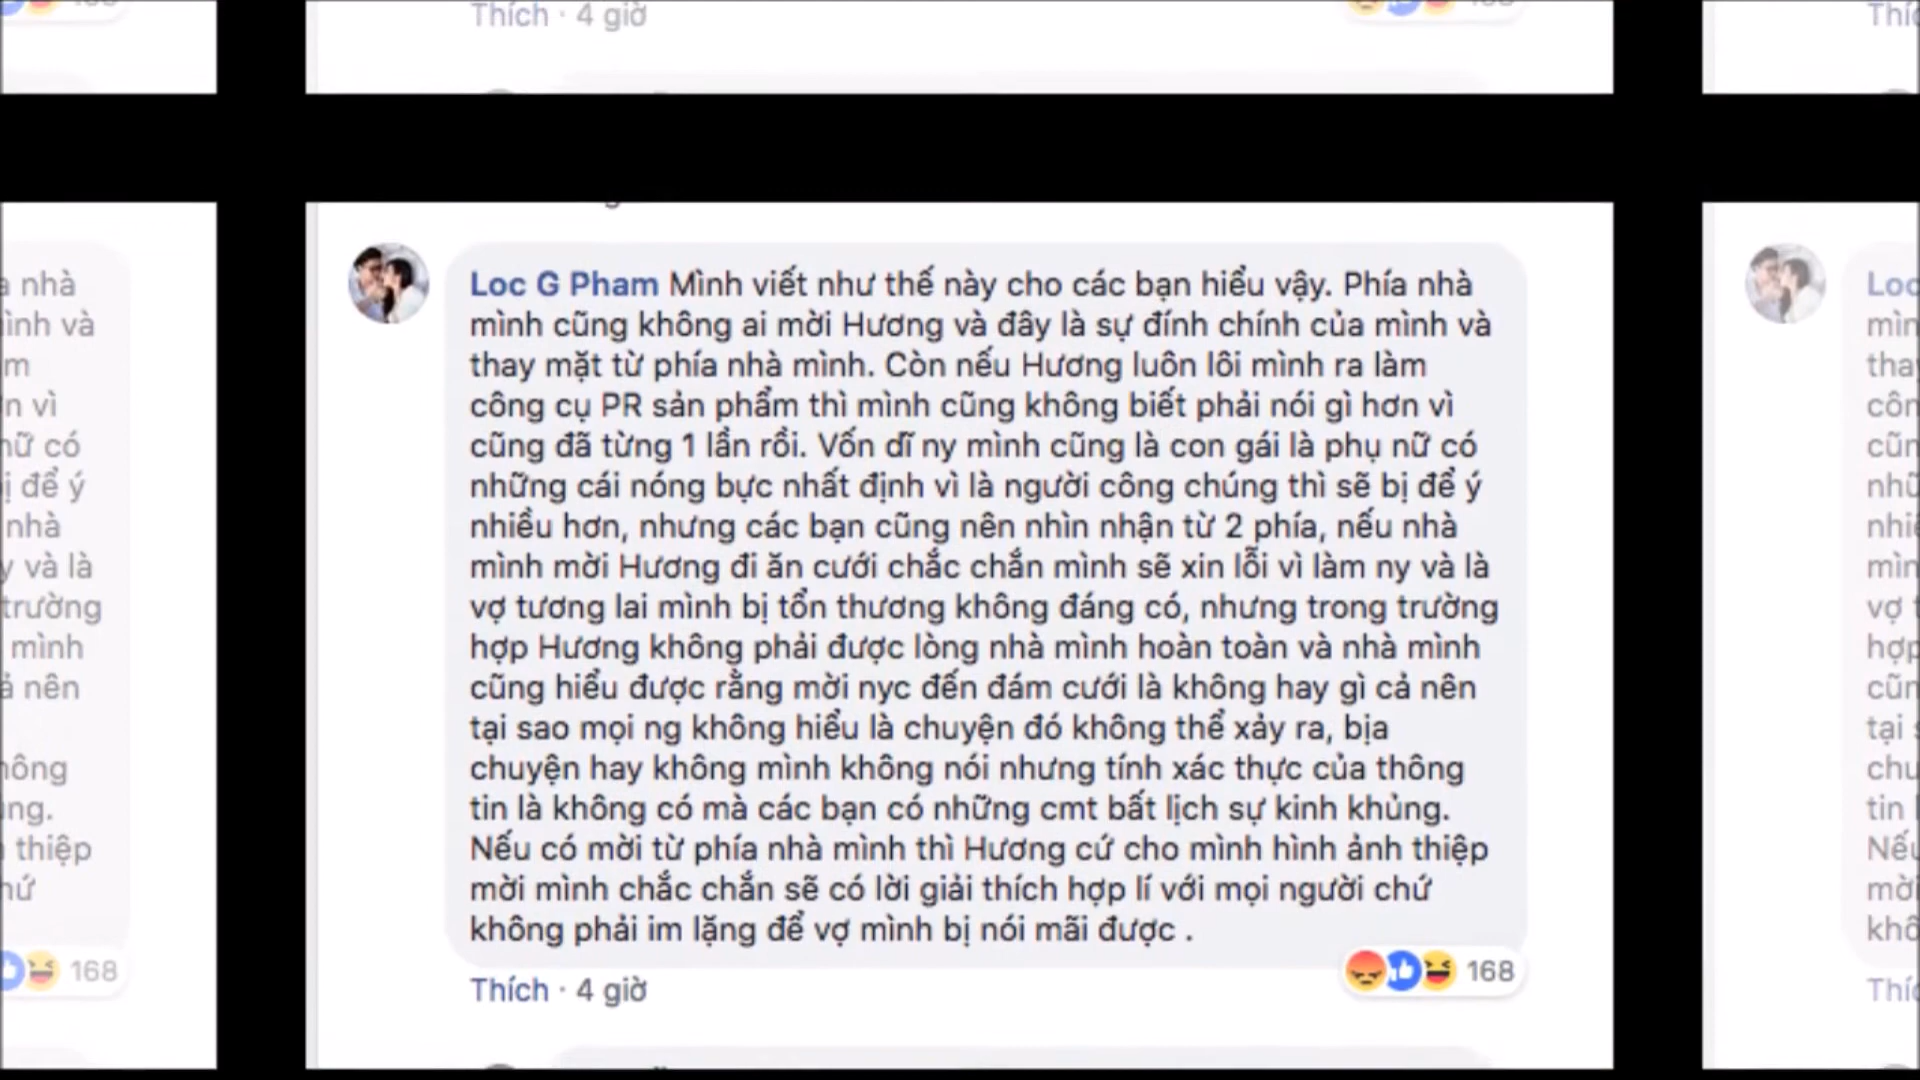 Thích · 4 giờ
Loc G Pham Mình viết như thế này cho các bạn hiểu vậy. Phía nhà
mình cũng không ai mời Hương và đây là sự đính chính của mình và
thay mặt từ phía nhà mình. Còn nếu Hương luôn lôi mình ra làm
công cụ PR sản phẩm thì mình cũng không biết phải nói gì hơn vì
cũng đã từng 1 lần rồi. Vốn dĩ ny mình cũng là con gái là phụ nữ có
những cái nóng bực nhất định vì là người công chúng thì sẽ bị để ý
nhiều hơn, nhưng các bạn cũng nên nhìn nhận từ 2 phía, nếu nhà
mình mời Hương đi ăn cưới chắc chắn mình sẽ xin lỗi vì làm ny và là
vợ tương lai mình bị tổn thương không đáng có, nhưng trong trường
hợp Hương không phải được lòng nhà mình hoàn toàn và nhà mình
cũng hiểu được rằng mời nyc đến đám cưới là không hay gì cả nên
tại sao mọi ng không hiểu là chuyện đó không thể xảy ra, bịa
chuyện hay không mình không nói nhưng tính xác thực của thông
tin là không có mà các bạn có những cmt bất lịch sự kinh khủng.
Nếu có mời từ phía nhà mình thì Hương cứ cho mình hình ảnh thiệp
mời mình chắc chắn sẽ có lời giải thích hợp lí với mọi người chứ
không phải im lặng để vợ mình bị nói mãi được .
168
Thích · 4 giờ